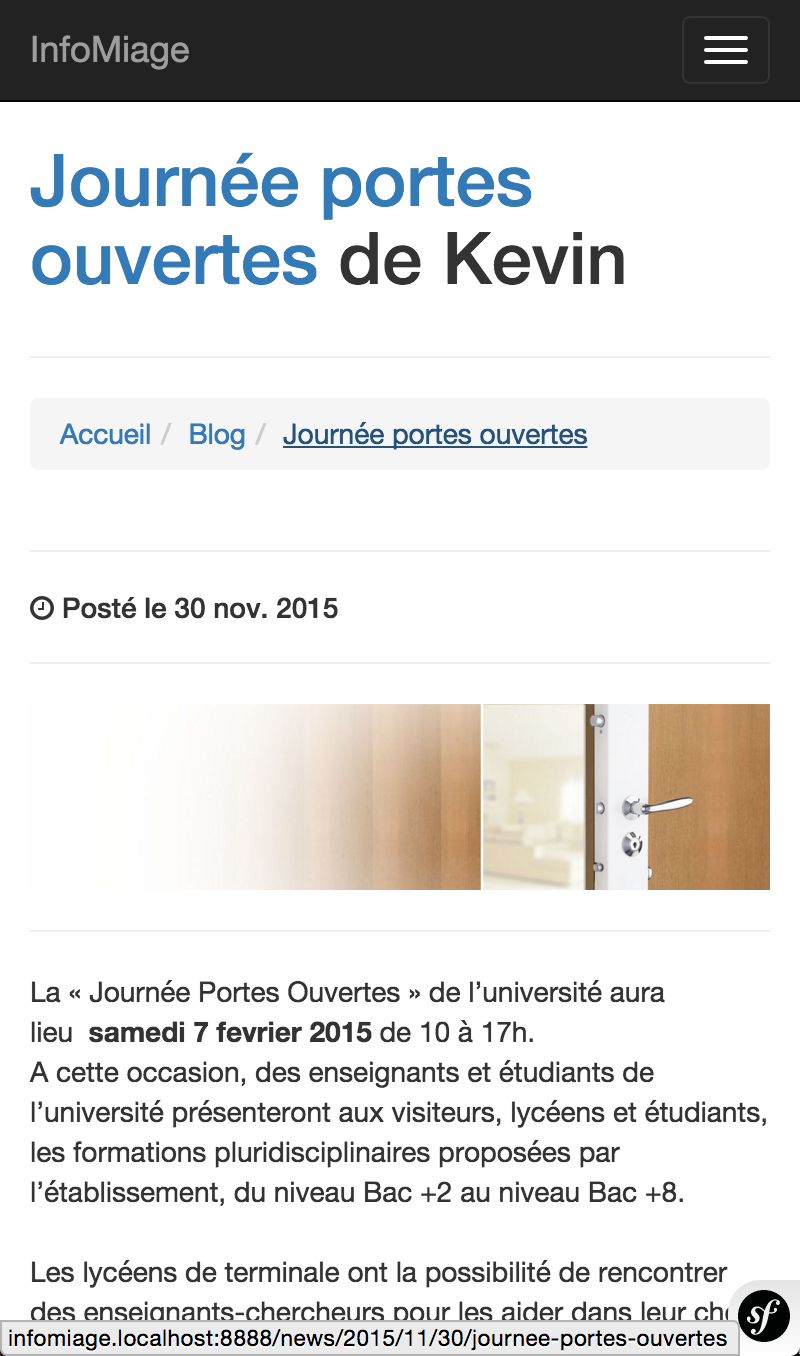 InfoMiage
Journée portes
ouvertes de Kevin
Accueil / Blog / Journée portes ouvertes
Posté le 30 nov. 2015
La « Journée Portes Ouvertes » de l’université aura
lieu samedi 7 fevrier 2015 de 10 à 17h.
A cette occasion, des enseignants et étudiants de
l’université présenteront aux visiteurs, lycéens et étudiants,
les formations pluridisciplinaires proposées par
l’établissement, du niveau Bac +2 au niveau Bac +8.
Les lycéens de terminale ont la possibilité de rencontrer
des enseignants-chercheurs pour les aider dans leur
sf
infomiage.localhost:8888/news/2015/11/30/journee-portes-ouvertes